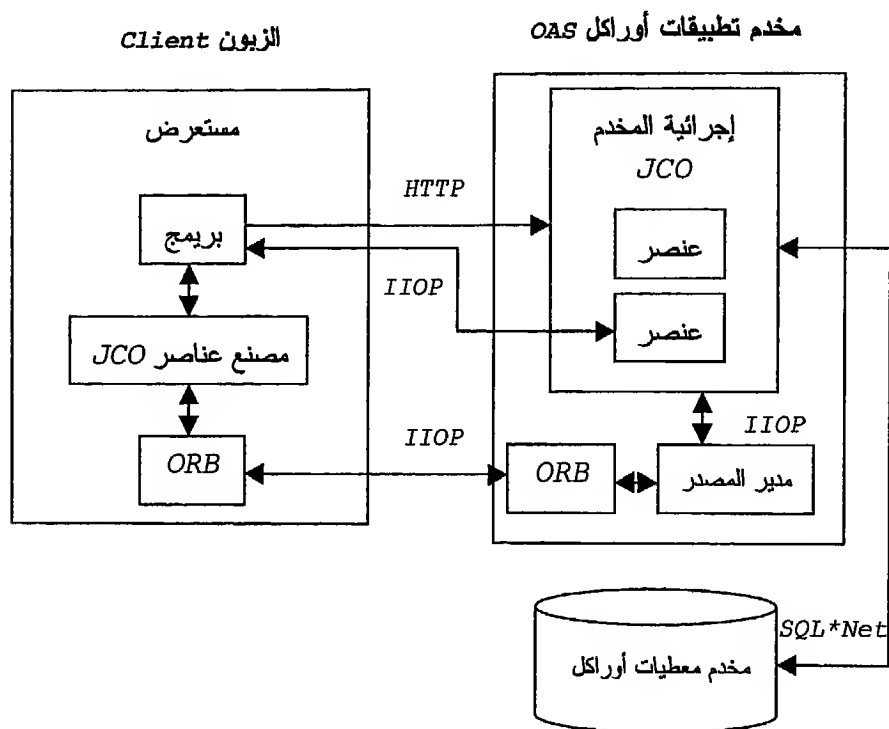 الزبون Client
مخدم تطبيقات أوراكل OAS
مستعرض
إجرائية المخدم
JCO
HTTP
بريمج
عنصر
IIOP
عنصر
مصنع عناصر JCO
IIOP
IIOP
ORB
ORB
مدير المصدر
SQL*Net
مخدم معطيات أوراكل